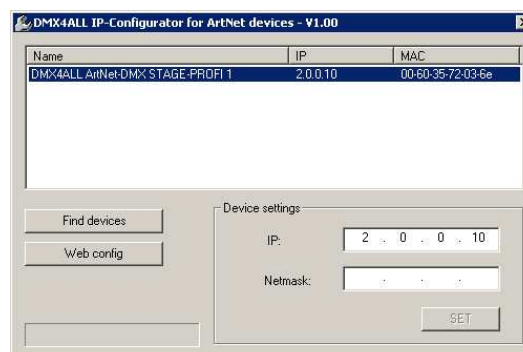 DMX4ALL IP-Configurator for ArtNet devices - V1.00
Name IP MAC
DMX4ALL ArtNet-DMX STAGE-PROFI 1 2.0.0.10 00-60-35-72-03-6e
Find devices
Web config
Device settings
IP: 2 . 0 . 0 . 10
Netmask: . . .
SET